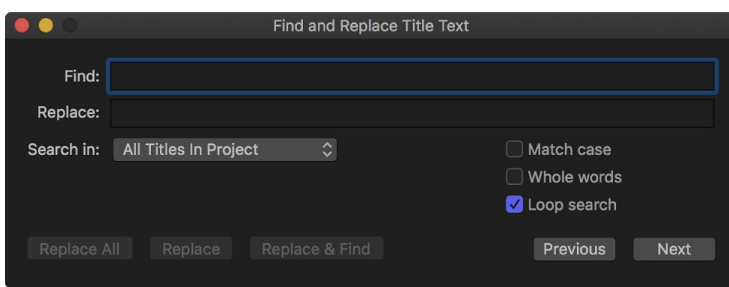 Find and Replace Title Text
Find:
Replace:
Search in: All Titles In Project
Match case
Whole words
Loop search
Replace All Replace Replace & Find Previous Next